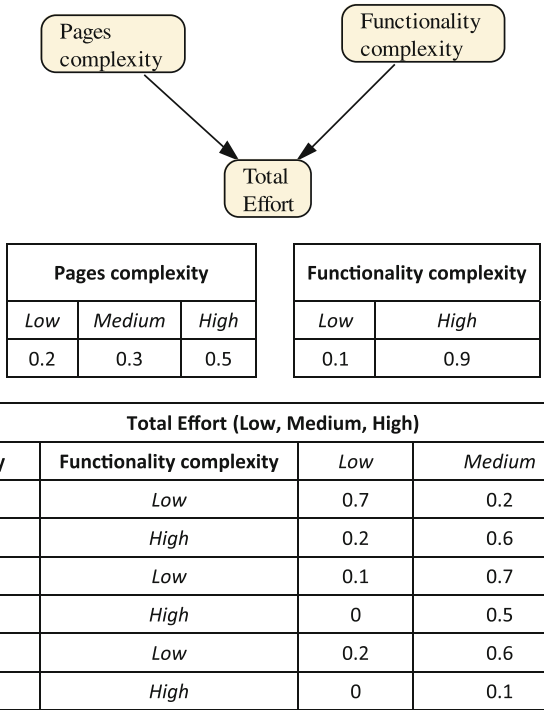 Pages
complexity
Functionality
complexity
Total
Effort
Pages complexity
Low Medium High
0.2 0.3 0.5
Functionality complexity
Low High
0.1 0.9
Total Effort (Low, Medium, High)
Functionality complexity Low Medium
Low 0.7 0.2
High 0.2 0.6
Low 0.1 0.7
High 0 0.5
Low 0.2 0.6
High 0 0.1